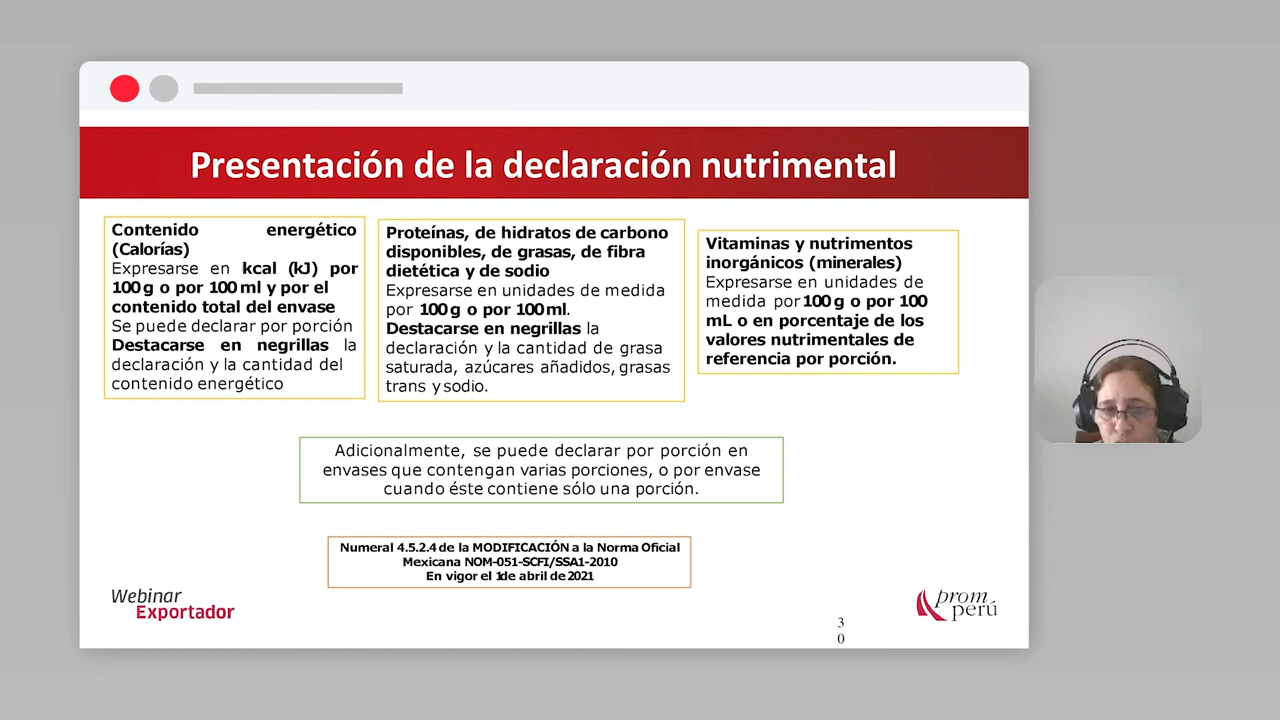 Presentación de la declaración nutrimental
Contenido energético
(Calorías)
Expresarse en kcal (kJ) por
100 g o por 100 ml y por el
contenido total del envase
Se puede declarar por porción
Destacarse en negrillas la
declaración y la cantidad del
contenido energético
Proteínas, de hidratos de carbono
disponibles, de grasas, de fibra
dietética y de sodio
Expresarse en unidades de medida
por 100 g o por 100 ml.
Destacarse en negrillas la
declaración y la cantidad de grasa
saturada, azúcares añadidos, grasas
trans y sodio.
Vitaminas y nutrimentos
inorgánicos (minerales)
Expresarse en unidades de
medida por 100 g o por 100
mL o en porcentaje de los
valores nutrimentales de
referencia por porción.
Adicionalmente, se puede declarar por porción en
envases que contengan varias porciones, o por envase
cuando éste contiene sólo una porción.
Numeral 4.5.2.4 de la MODIFICACIÓN a la Norma Oficial
Mexicana NOM-051-SCFI/SSA1-2010
En vigor el 1de abril de 2021
Webinar
Exportador
prom
perú
3
0